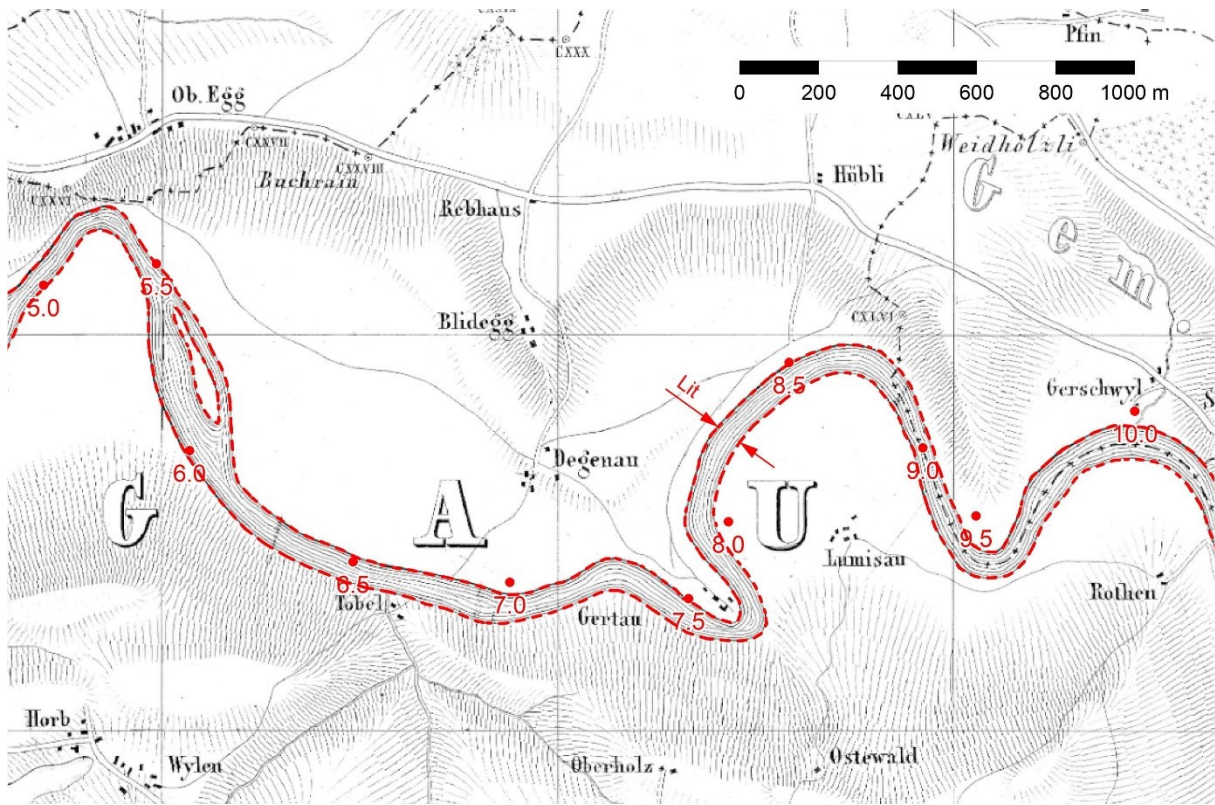 CXXX
Pfin
0 200 400 600 800 1000 m
Ob. Egg
CXXVII
CXXVIII
Buchrain
Weidhölzli
Hübli
CXXVI
Rebhaus
G e m
5.0
5.5
Blidegg
CXLVI
Lit
8.5
Gerschwyl
S
10.0
6.0
Degenau
9.0
G A U
8.0
9.5
Lumisau
6.5
7.0
Tobel
Gertau
7.5
Rothen
Horb
Wylen
Oberholz
Ostewald